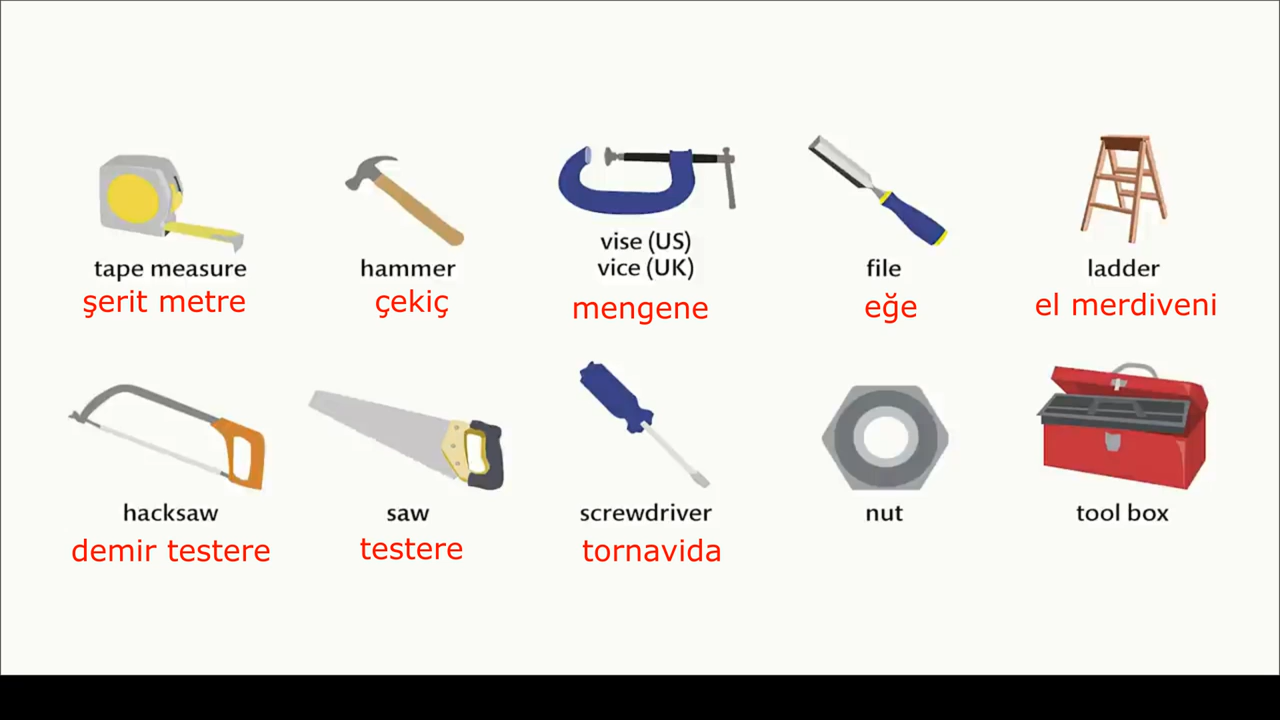 tape measure
şerit metre
hammer
çekiç
vise (US)
vice (UK)
mengene
file
eğe
ladder
el merdiveni
hacksaw
demir testere
saw
testere
screwdriver
tornavida
nut
tool box